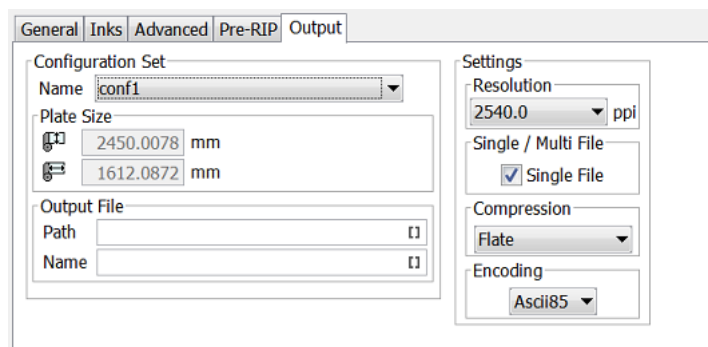 General Inks Advanced Pre-RIP Output
Configuration Set
Name conf1
Plate Size
2450.0078 mm
1612.0872 mm
Output File
Path []
Name []
Settings
Resolution
2540.0 ppi
Single / Multi File
Single File
Compression
Flate
Encoding
Ascii85